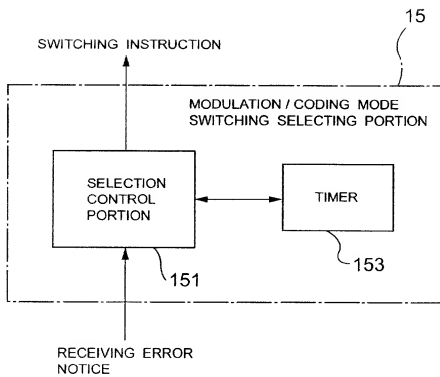 SWITCHING INSTRUCTION
15
MODULATION / CODING MODE
SWITCHING SELECTING PORTION
SELECTION
CONTROL
PORTION
TIMER
151
153
RECEIVING ERROR
NOTICE